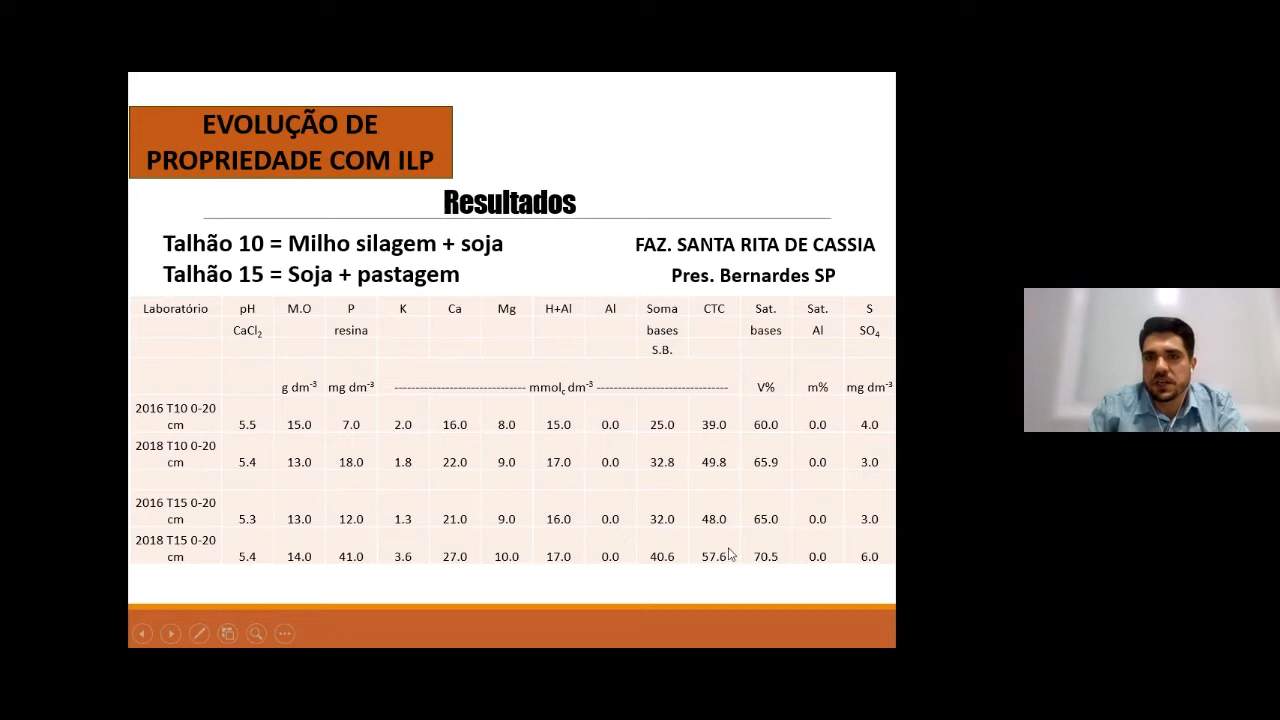 EVOLUÇÃO DE
PROPRIEDADE COM ILP
Resultados
Talhão 10 = Milho silagem + soja
Talhão 15 = Soja + pastagem
FAZ. SANTA RITA DE CASSIA
Pres. Bernardes SP
Laboratório pH M.O P K Ca Mg H+Al Al Soma CTC Sat. Sat. S
CaCl₂ resina bases bases Al SO₄
S.B.
g dm⁻³ mg dm⁻³ ------------------------------ mmolc dm⁻³ ------------------------------ V% m% mg dm⁻³
2016 T10 0-20
cm 5.5 15.0 7.0 2.0 16.0 8.0 15.0 0.0 25.0 39.0 60.0 0.0 4.0
2018 T10 0-20
cm 5.4 13.0 18.0 1.8 22.0 9.0 17.0 0.0 32.8 49.8 65.9 0.0 3.0
2016 T15 0-20
cm 5.3 13.0 12.0 1.3 21.0 9.0 16.0 0.0 32.0 48.0 65.0 0.0 3.0
2018 T15 0-20
cm 5.4 14.0 41.0 3.6 27.0 10.0 17.0 0.0 40.6 57.6 70.5 0.0 6.0